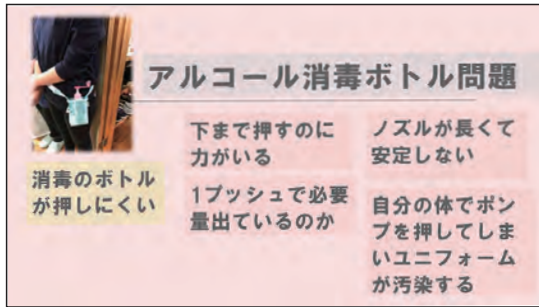 アルコール消毒ボトル問題
消毒のボトル
が押しにくい
下まで押すのに
力がいる
1プッシュで必要
量出ているのか
ノズルが長くて
安定しない
自分の体でポン
プを押してしま
いユニフォーム
が汚染する